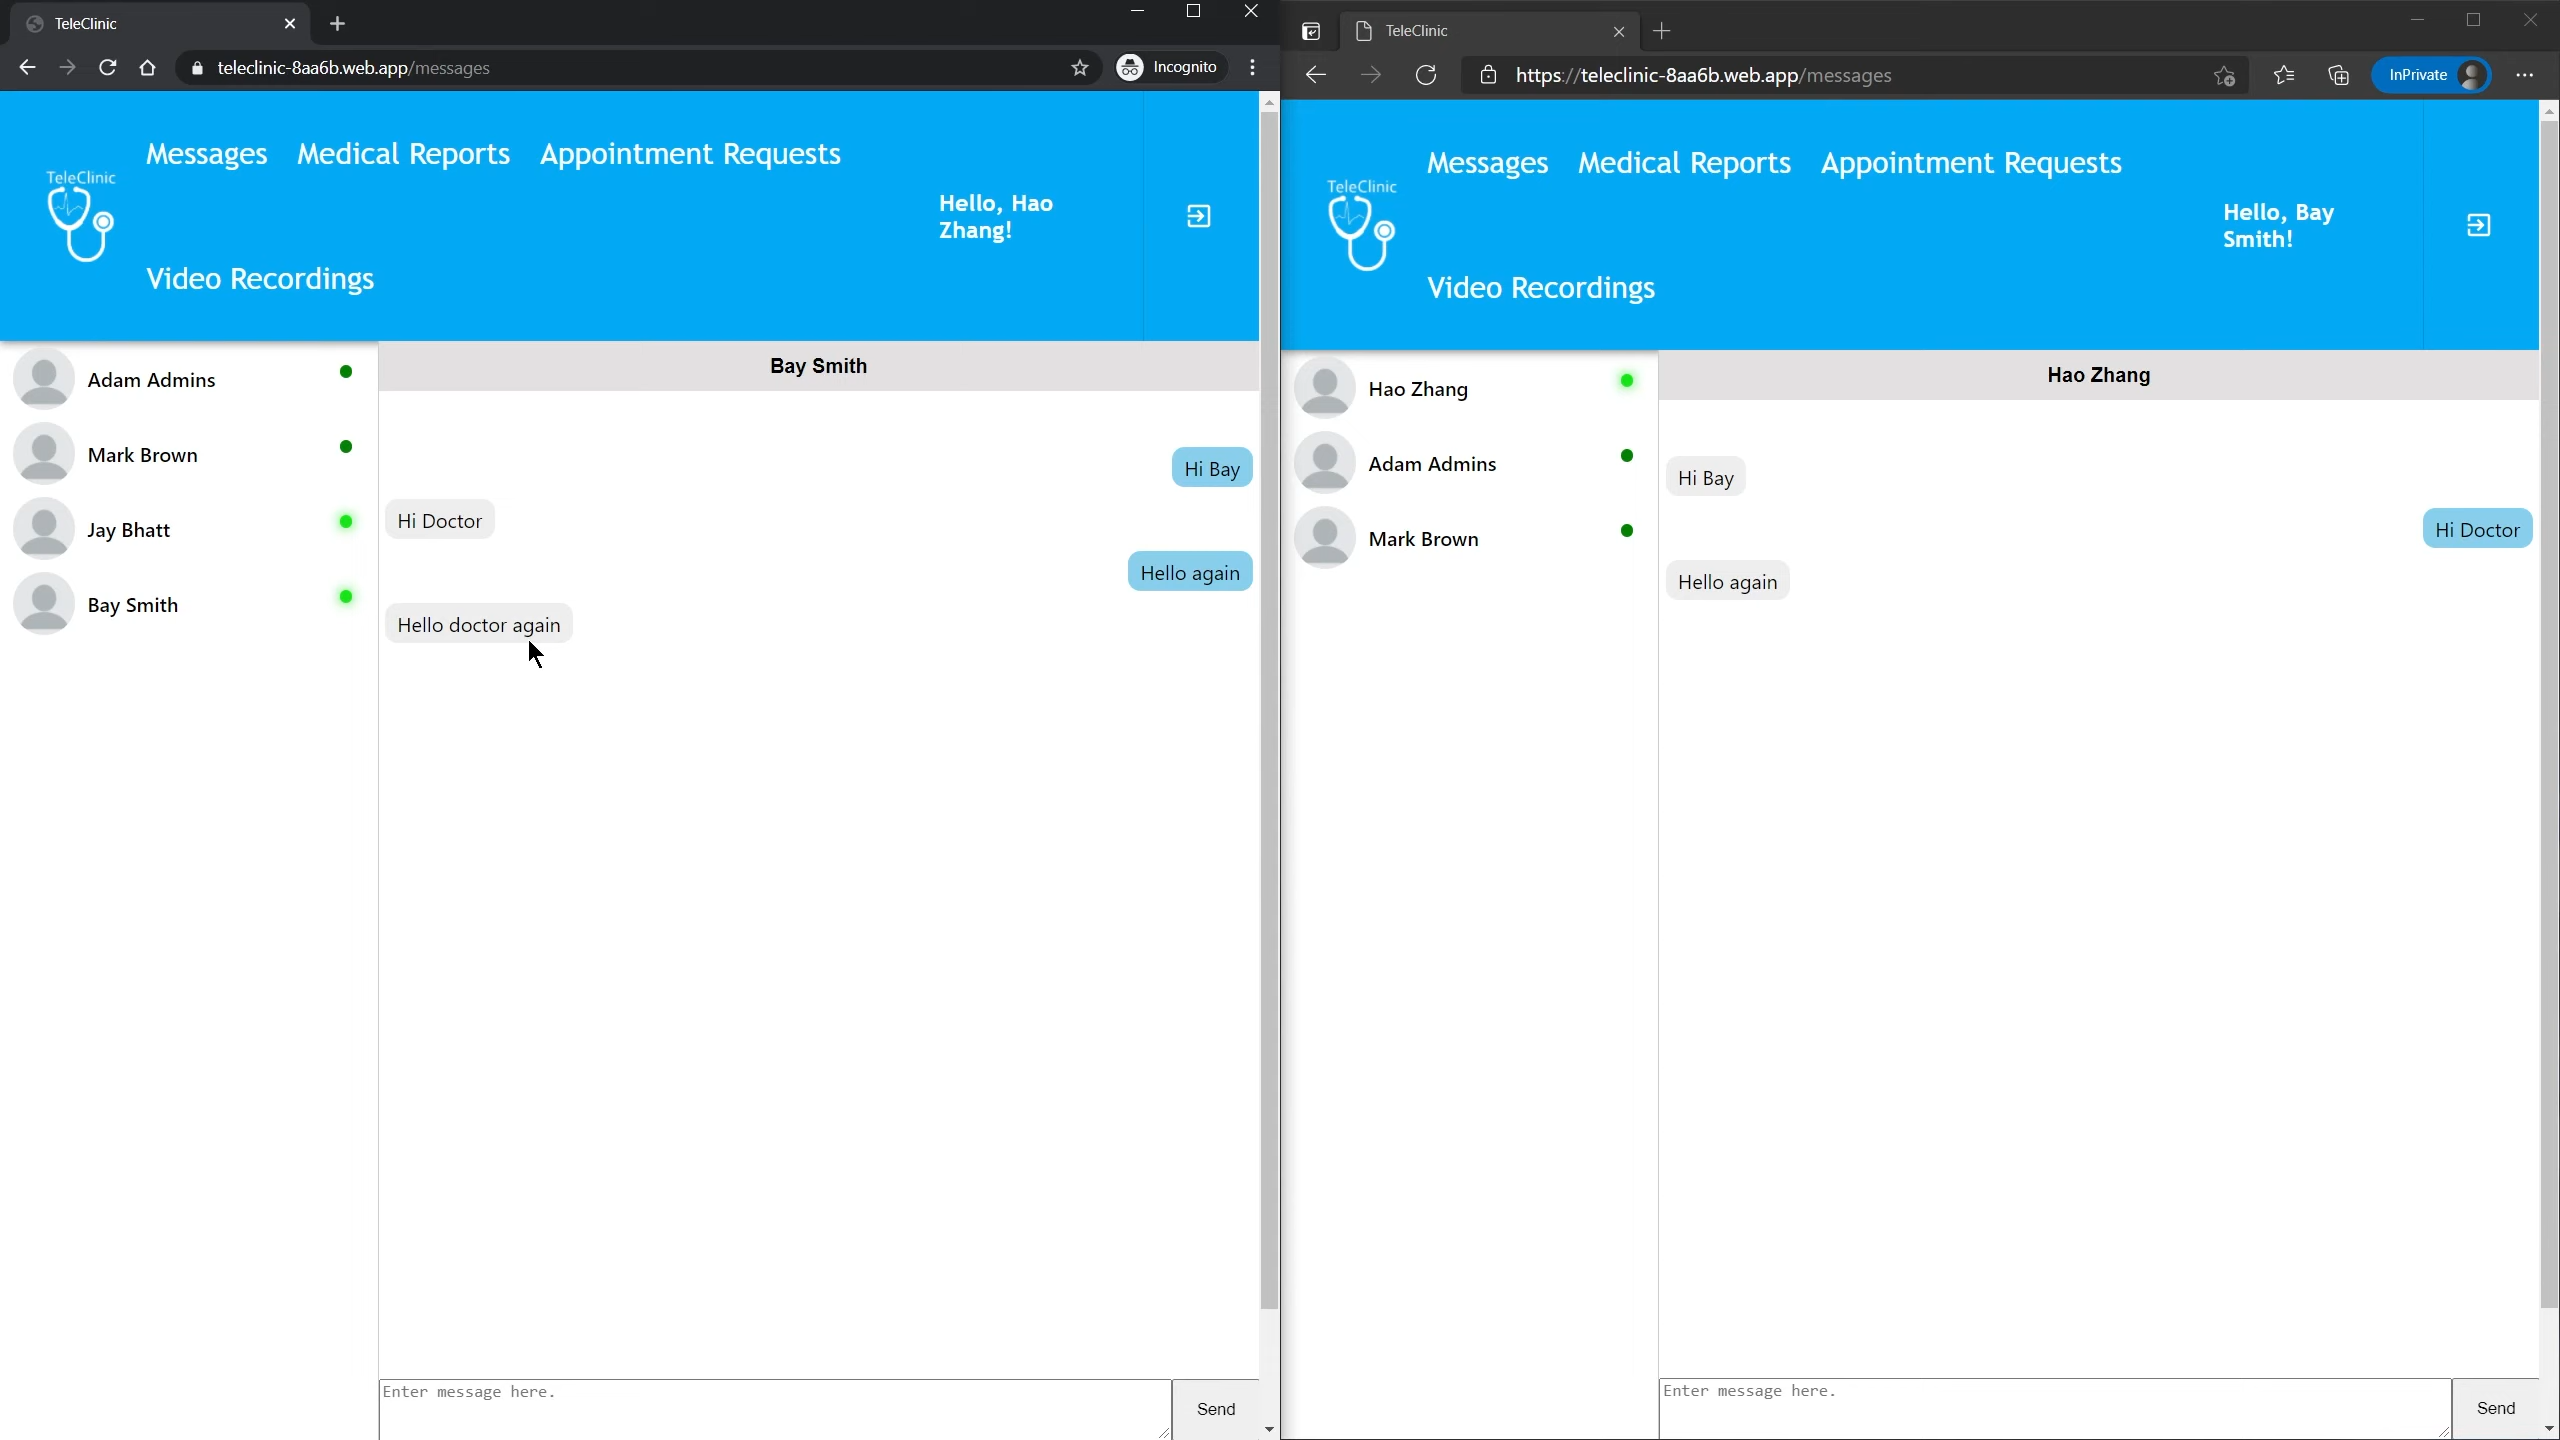 TeleClinic
teleclinic-8aa6b.web.app/messages
Incognito
Messages Medical Reports Appointment Requests
TeleClinic
Hello, Hao
Zhang!
Video Recordings
Adam Admins
Mark Brown
Jay Bhatt
Bay Smith
Bay Smith
Hi Bay
Hi Doctor
Hello again
Hello doctor again
Enter message here.
Send
TeleClinic
https://teleclinic-8aa6b.web.app/messages
InPrivate
Messages Medical Reports Appointment Requests
TeleClinic
Hello, Bay
Smith!
Video Recordings
Hao Zhang
Adam Admins
Mark Brown
Hao Zhang
Hi Bay
Hi Doctor
Hello again
Enter message here.
Send